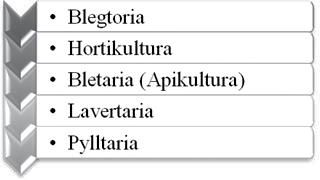 • Blegtoria
• Hortikultura
• Bletaria (Apikultura)
• Lavertaria
• Pylltaria